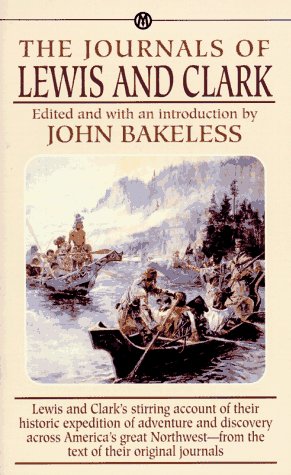 THE JOURNALS OF
LEWIS AND CLARK
Edited and with an introduction by
JOHN BAKELESS
Lewis and Clark's stirring account of their
historic expedition of adventure and discovery
across America's great Northwest—from the
text of their original journals